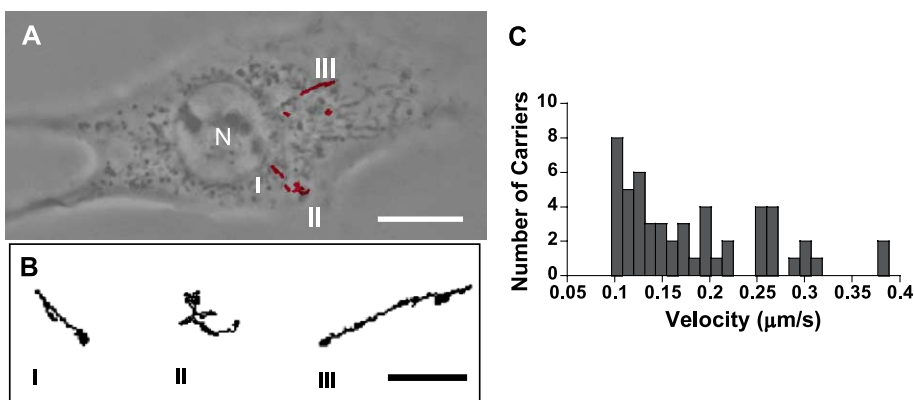 A
III
N
I
II
B
I
II
III
C
Number of Carriers
10
8
6
4
2
0
0.05 0.1 0.15 0.2 0.25 0.3 0.35 0.4
Velocity (μm/s)